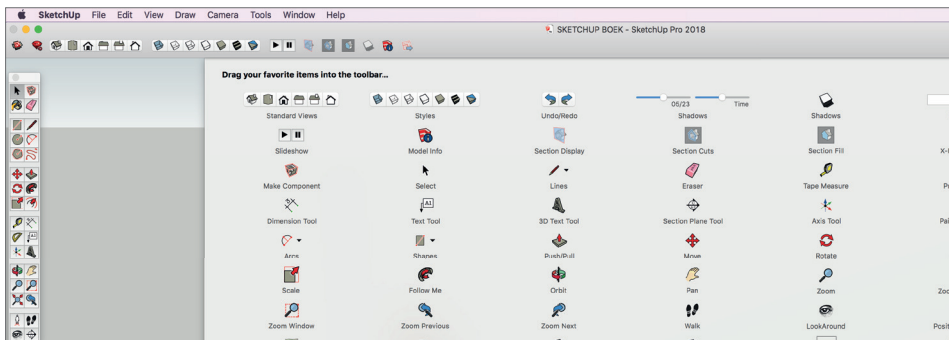 SketchUp File Edit View Draw Camera Tools Window Help
SKETCHUP BOEK - SketchUp Pro 2018
Drag your favorite items into the toolbar...
05/23 Time
Standard Views Styles Undo/Redo Shadows Shadows
Slideshow Model Info Section Display Section Cuts Section Fill
Make Component Select Lines Eraser Tape Measure
A1
Dimension Tool Text Tool 3D Text Tool Section Plane Tool Axis Tool
Arcs Shapes Push/Pull Move Rotate
Scale Follow Me Orbit Pan Zoom
Zoom Window Zoom Previous Zoom Next Walk LookAround